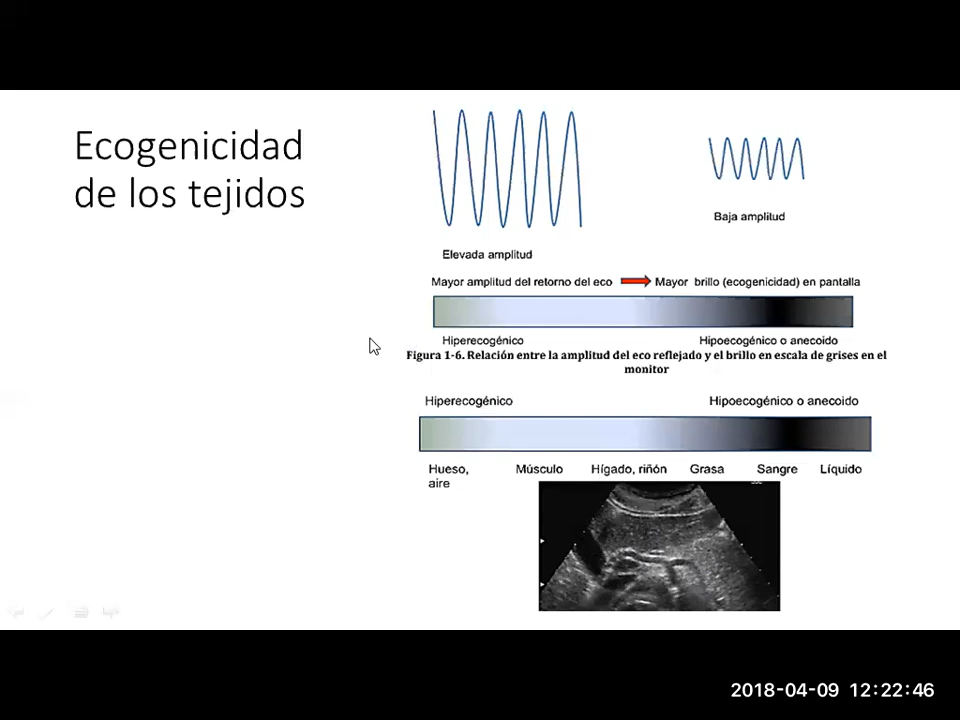 Ecogenicidad
de los tejidos
Elevada amplitud
Baja amplitud
Mayor amplitud del retorno del eco Mayor brillo (ecogenicidad) en pantalla
Hiperecogénico Hipoecogénico o anecoido
Figura 1-6. Relación entre la amplitud del eco reflejado y el brillo en escala de grises en el
monitor
Hiperecogénico Hipoecogénico o anecoido
Hueso, Músculo Hígado, riñón Grasa Sangre Líquido
aire
2018-04-09 12:22:46